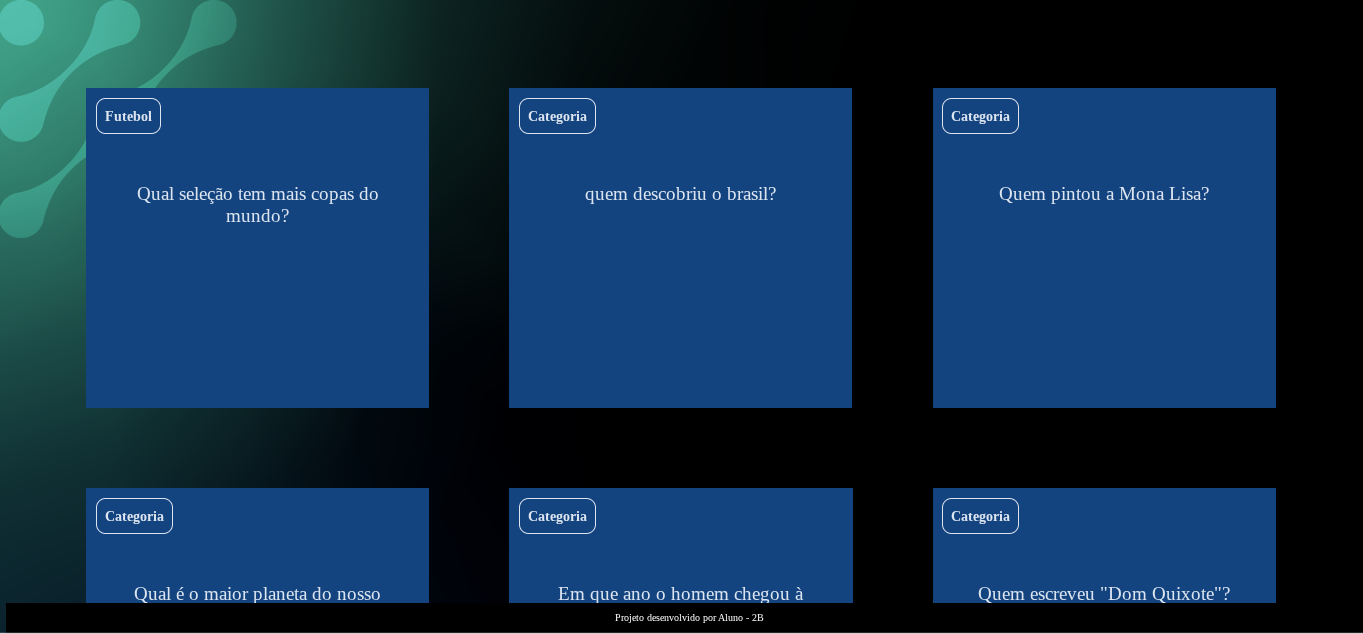 Futebol
Qual seleção tem mais copas do
mundo?
Categoria
quem descobriu o brasil?
Categoria
Quem pintou a Mona Lisa?
Categoria
Qual é o maior planeta do nosso
Categoria
Em que ano o homem chegou à
Categoria
Quem escreveu "Dom Quixote"?
Projeto desenvolvido por Aluno - 2B